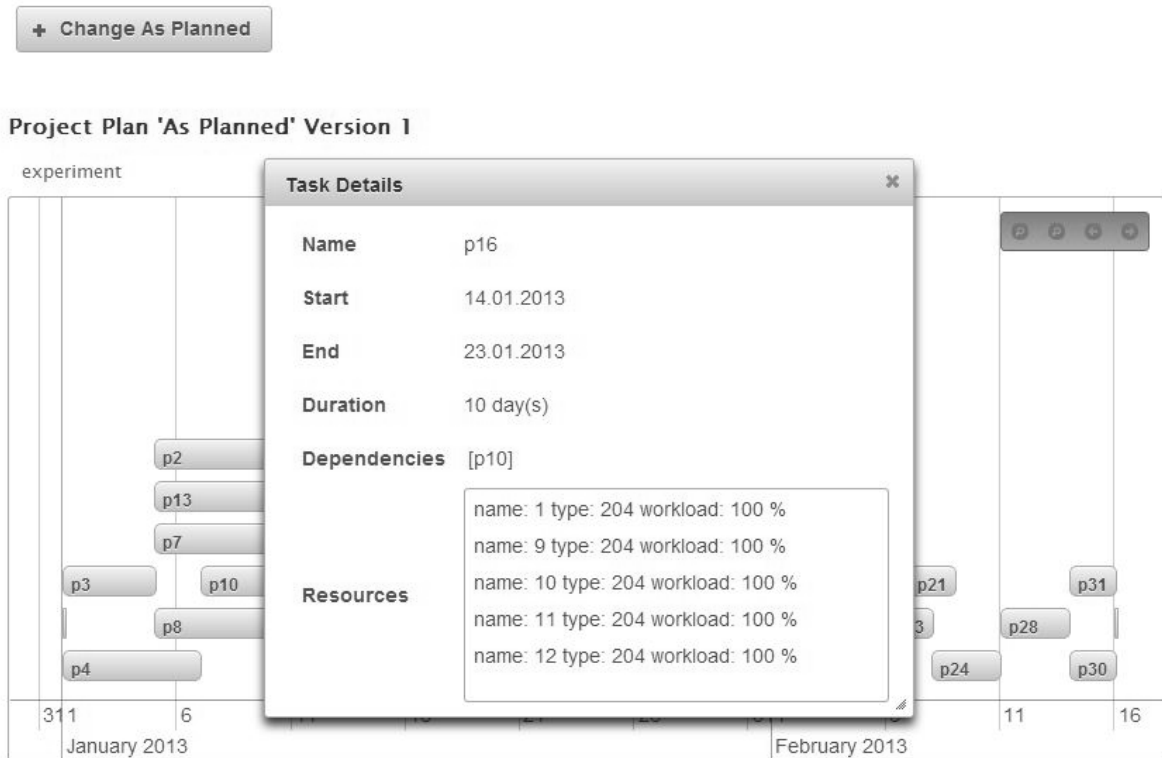 + Change As Planned
Project Plan 'As Planned' Version 1
experiment
Task Details
Name p16
Start 14.01.2013
End 23.01.2013
Duration 10 day(s)
Dependencies [p10]
Resources
name: 1 type: 204 workload: 100 %
name: 9 type: 204 workload: 100 %
name: 10 type: 204 workload: 100 %
name: 11 type: 204 workload: 100 %
name: 12 type: 204 workload: 100 %
p2
p13
p7
p3 p10 p21 p31
p8 3 p28
p4 p24 p30
31 1 6 11 16
January 2013 February 2013